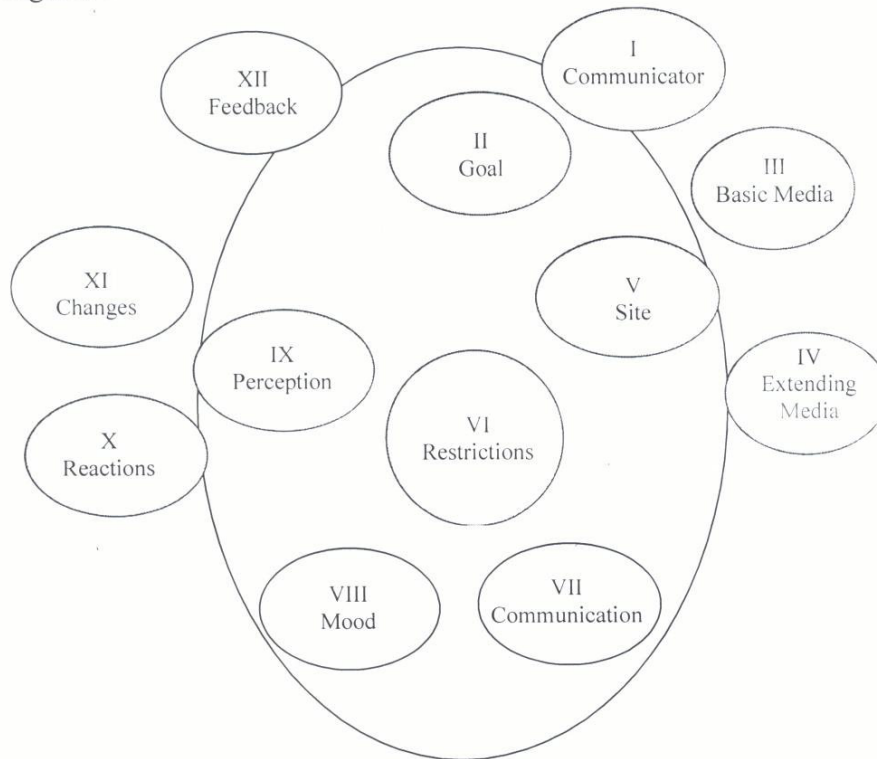 I
Communicator
II
Goal
III
Basic Media
IV
Extending
Media
V
Site
VI
Restrictions
VII
Communication
VIII
Mood
IX
Perception
X
Reactions
XI
Changes
XII
Feedback